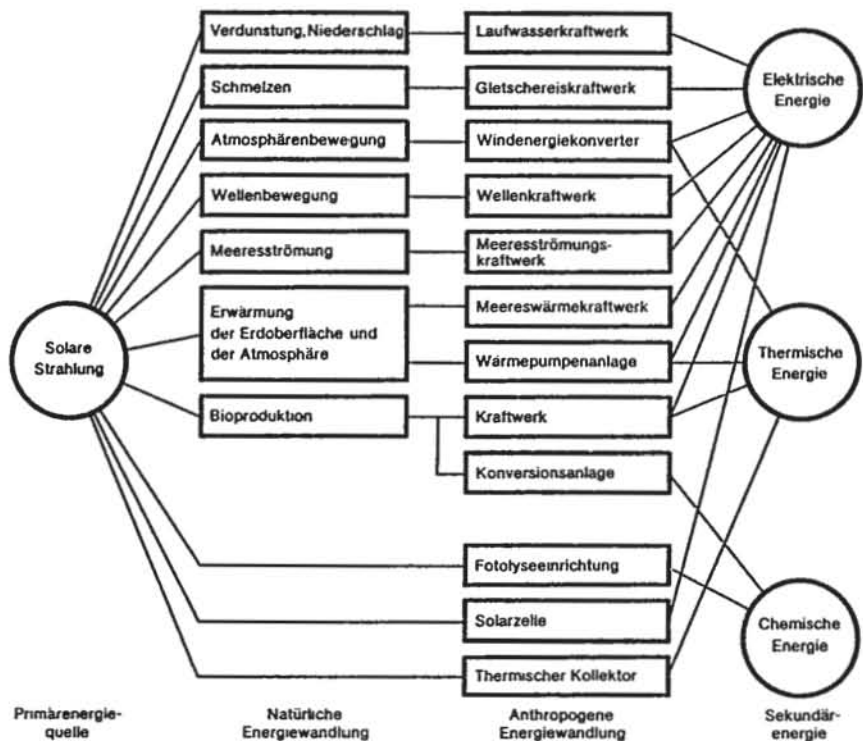 Verdunstung, Niederschlag
Laufwasserkraftwerk
Schmelzen
Gletschereiskraftwerk
Elektrische
Energie
Atmosphärenbewegung
Windenergiekonverter
Wellenbewegung
Wellenkraftwerk
Meeresströmung
Meeresströmungs-
kraftwerk
Erwärmung
der Erdoberfläche und
der Atmosphäre
Meereswärmekraftwerk
Wärmepumpenanlage
Solare
Strahlung
Thermische
Energie
Bioproduktion
Kraftwerk
Konversionsanlage
Fotolyseeinrichtung
Solarzelle
Chemische
Energie
Thermischer Kollektor
Primärenergie-
quelle
Natürliche
Energiewandlung
Anthropogene
Energiewandlung
Sekundär-
energie